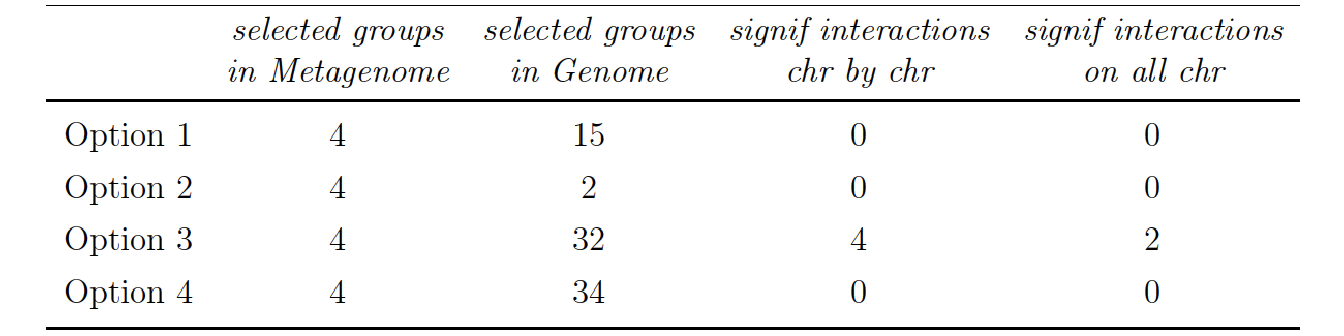 selected groups selected groups signif interactions signif interactions
in Metagenome in Genome chr by chr on all chr
Option 1 4 15 0 0
Option 2 4 2 0 0
Option 3 4 32 4 2
Option 4 4 34 0 0